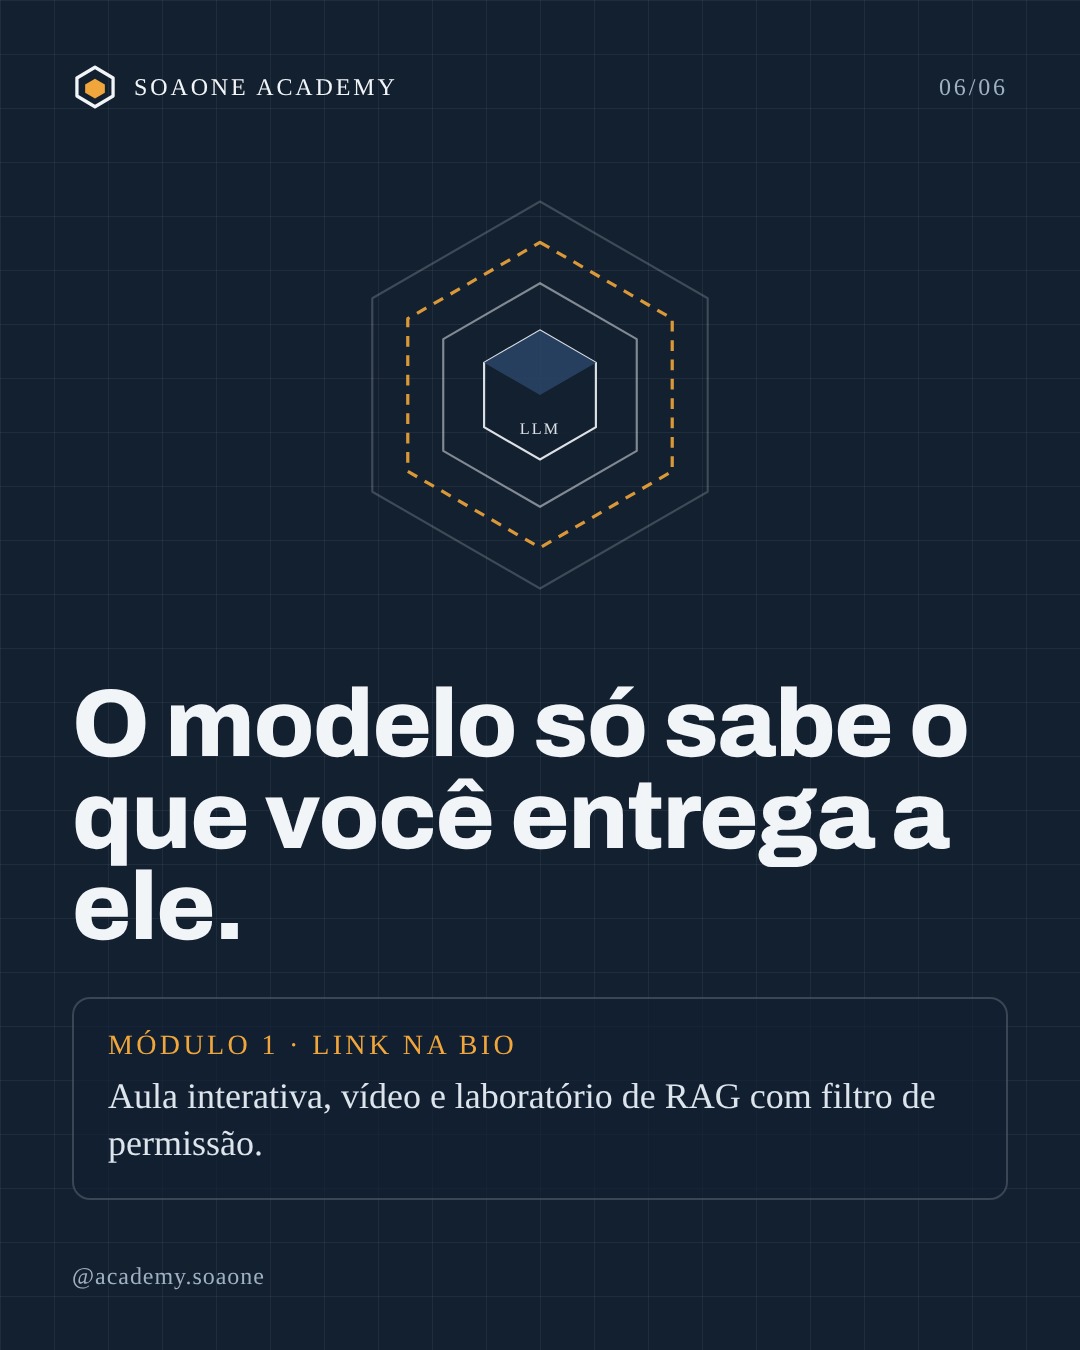 SOAONE ACADEMY
06/06
LLM
O modelo só sabe o
que você entrega a
ele.
MÓDULO 1 · LINK NA BIO
Aula interativa, vídeo e laboratório de RAG com filtro de
permissão.
@academy.soaone